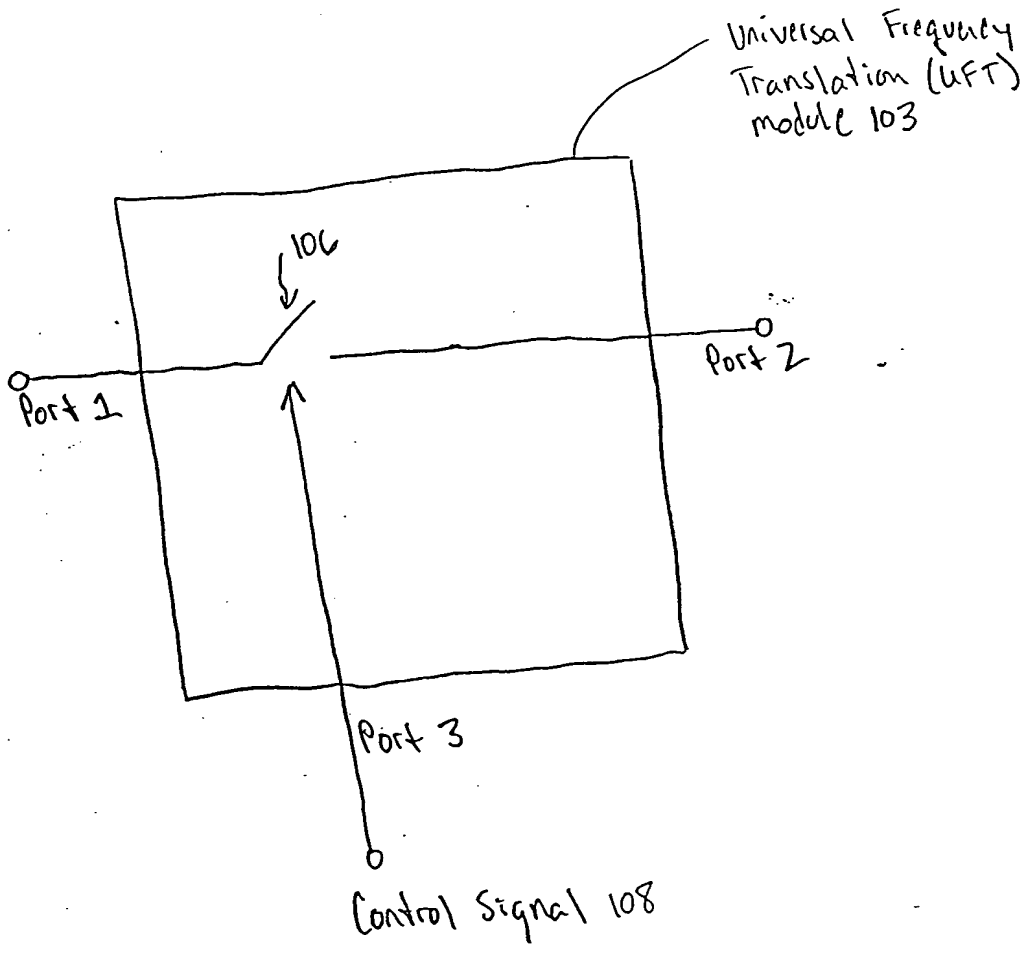 Universal Frequency
Translation (UFT)
module 103
106
Port 1
Port 2
Port 3
Control Signal 108